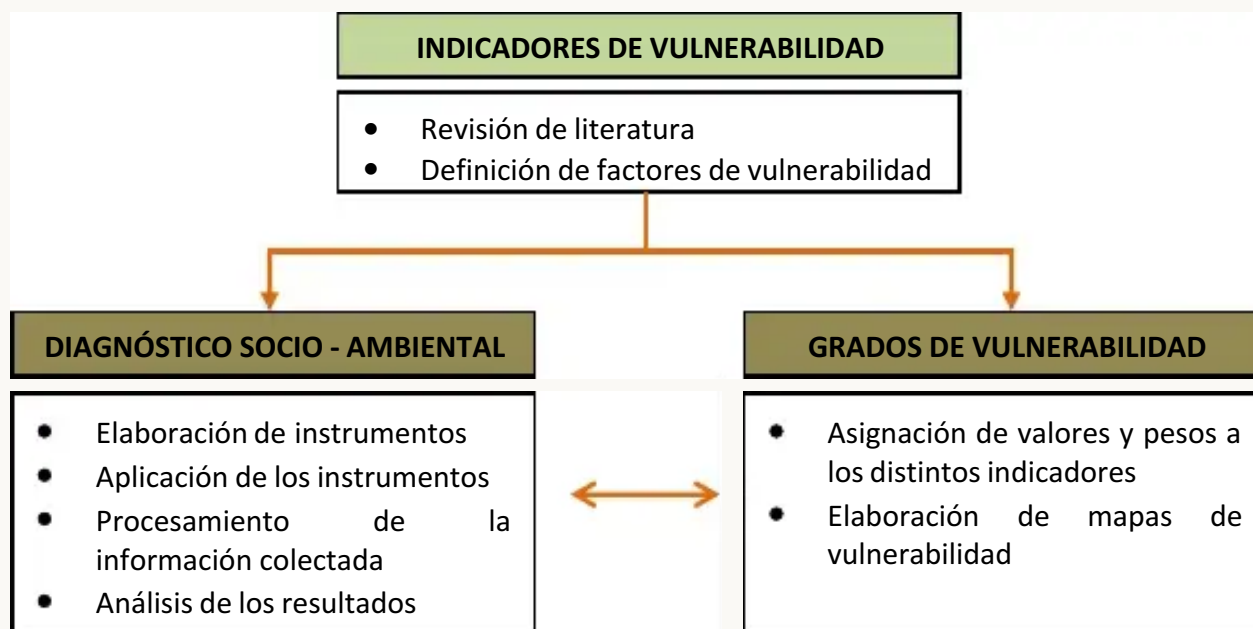 INDICADORES DE VULNERABILIDAD
• Revisión de literatura
• Definición de factores de vulnerabilidad
DIAGNÓSTICO SOCIO - AMBIENTAL
• Elaboración de instrumentos
• Aplicación de los instrumentos
• Procesamiento de la
información colectada
• Análisis de los resultados
GRADOS DE VULNERABILIDAD
• Asignación de valores y pesos a
los distintos indicadores
• Elaboración de mapas de
vulnerabilidad